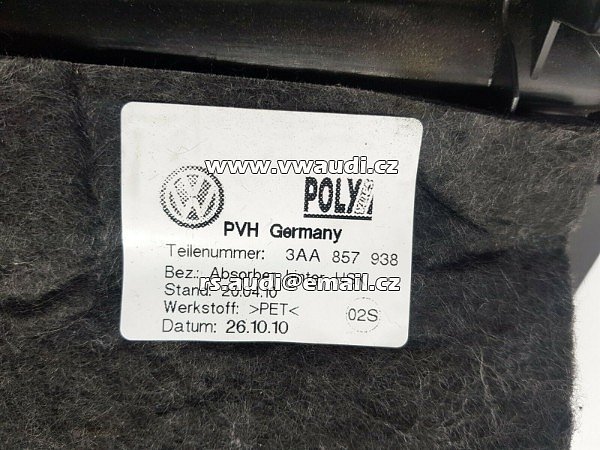 www.vwaudi.cz
POLY
PVH Germany
Teilenummer: 3AA 857 938
Bez.: Absorber hinter
rs.audi@email.cz
Stand: 20.04.10
Werkstoff: >PET<
02S
Datum: 26.10.10